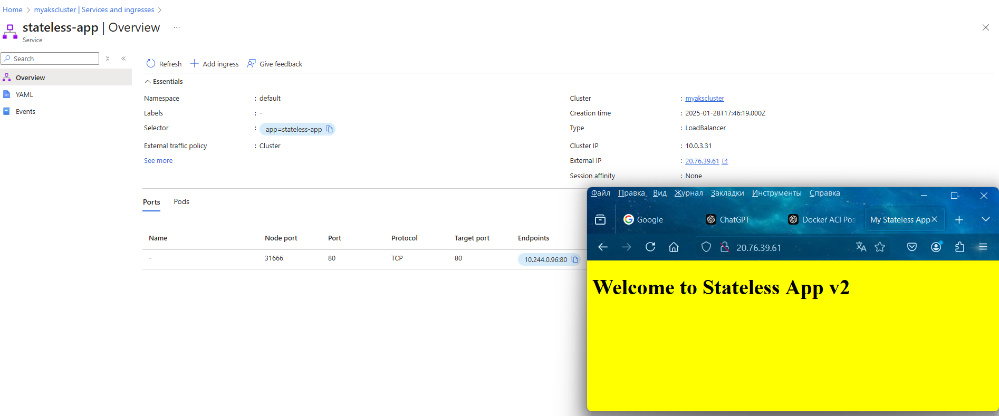 Home > myakscluster | Services and ingresses >
stateless-app | Overview ...
Service
Search
Overview
YAML
Events
Refresh Add ingress Give feedback
Essentials
Namespace : default
Labels : -
Selector : app=stateless-app
External traffic policy : Cluster
See more
Cluster : myakscluster
Creation time : 2025-01-28T17:46:19.000Z
Type : LoadBalancer
Cluster IP : 10.0.3.31
External IP : 20.76.39.61
Session affinity : None
Ports Pods
Name Node port Port Protocol Target port Endpoints
- 31666 80 TCP 80 10.244.0.96:80
Файл Правка Вид Журнал Закладки Инструменты Справка
Google ChatGPT Docker ACI Роз My Stateless App
20.76.39.61
Welcome to Stateless App v2